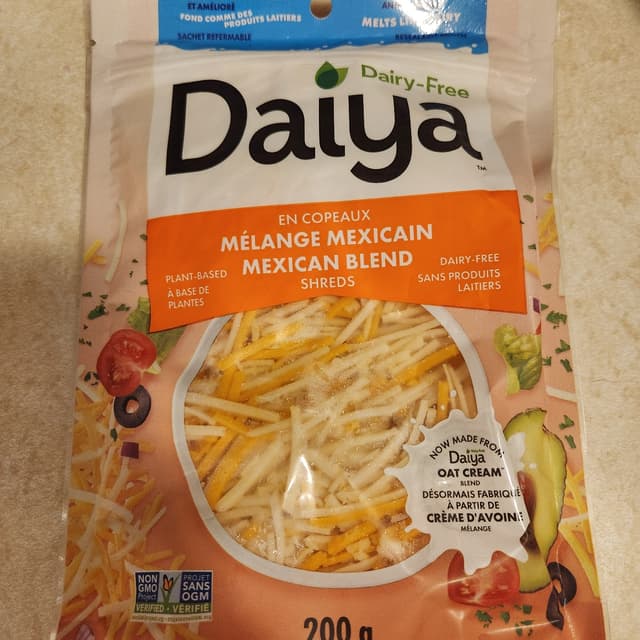 ET AMÉLIORÉ
FOND COMME DES
PRODUITS LAITIERS
SACHET REFERMABLE
MELTS
Dairy-Free
Daiya™
EN COPEAUX
MÉLANGE MEXICAIN
MEXICAN BLEND
SHREDS
PLANT-BASED
À BASE DE
PLANTES
DAIRY-FREE
SANS PRODUITS
LAITIERS
NOW MADE FROM
Daiya
OAT CREAM™
BLEND
DÉSORMAIS FABRIQUÉ
À PARTIR DE
CRÈME D'AVOINE
MÉLANGE
NON
GMO
Project
VERIFIED
PROJET
SANS
OGM
VÉRIFIÉ
200 g